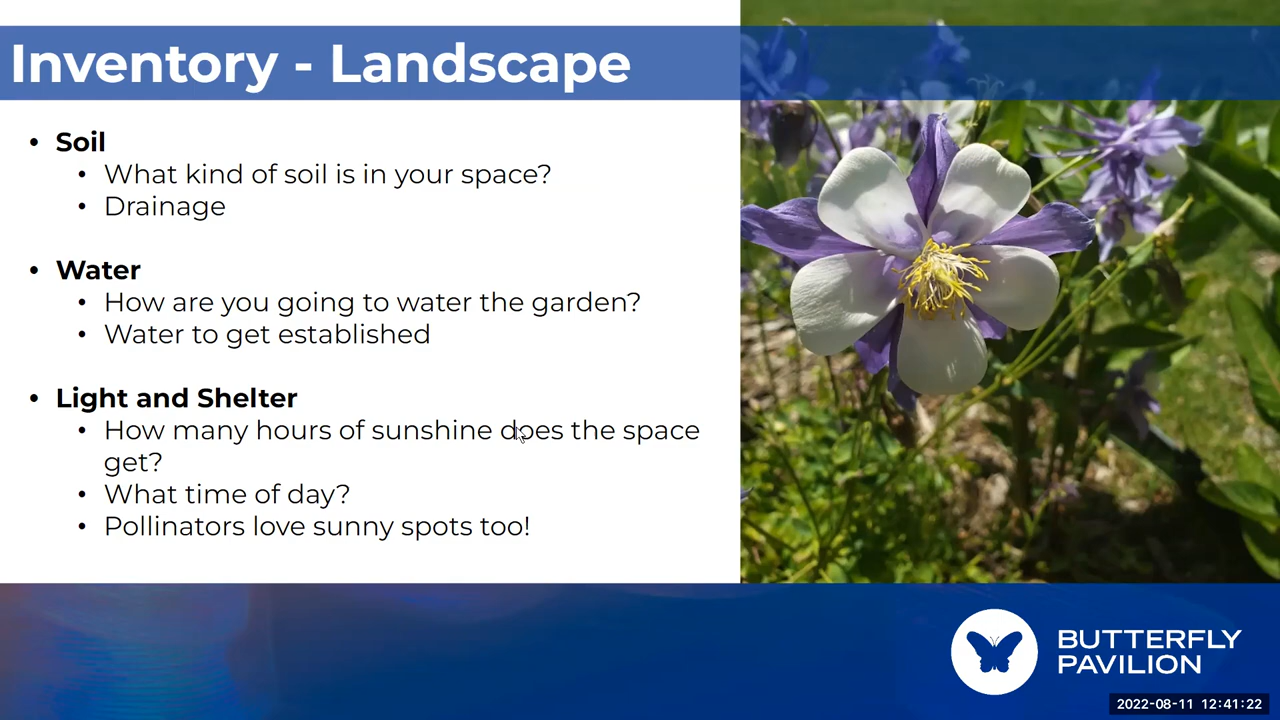 Inventory - Landscape
• Soil
• What kind of soil is in your space?
• Drainage
• Water
• How are you going to water the garden?
• Water to get established
• Light and Shelter
• How many hours of sunshine does the space
get?
• What time of day?
• Pollinators love sunny spots too!
BUTTERFLY
PAVILION
2022-08-11 12:41:22